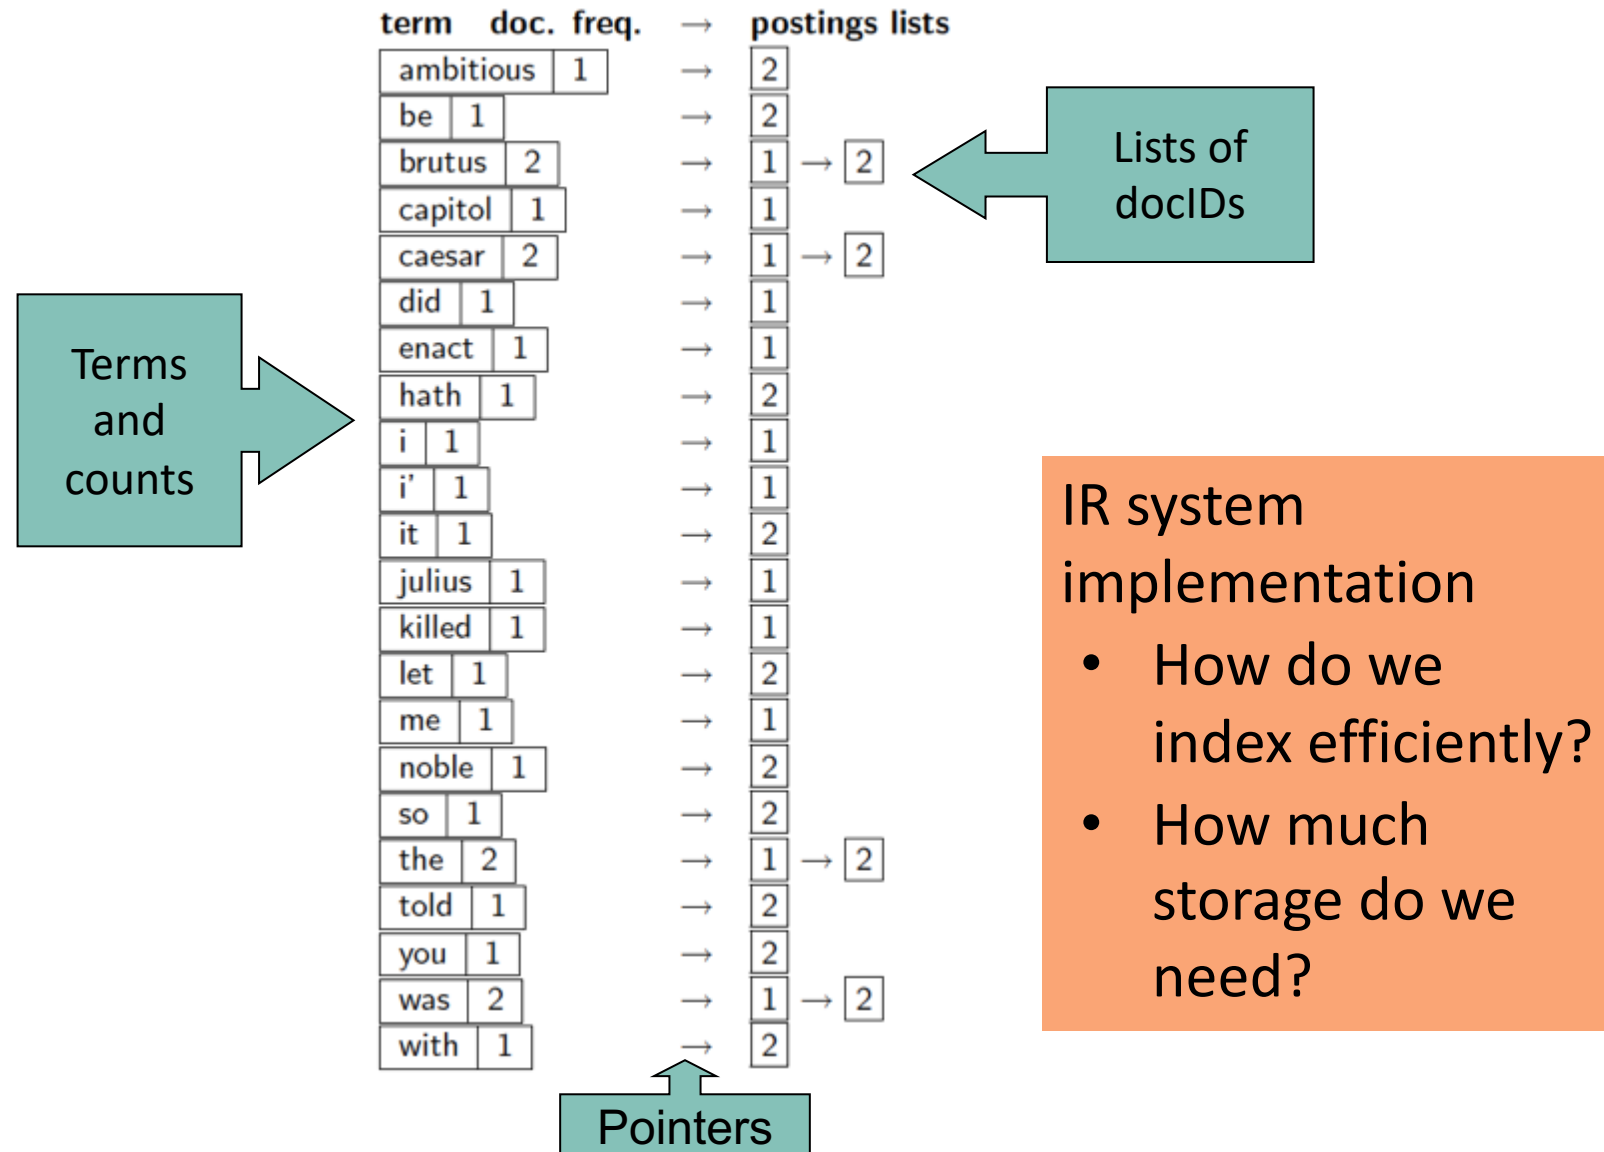 term doc. freq. → postings lists
ambitious 1 → 2
be 1 → 2
brutus 2 → 1 → 2
capitol 1 → 1
caesar 2 → 1 → 2
did 1 → 1
enact 1 → 1
hath 1 → 2
i 1 → 1
i' 1 → 1
it 1 → 2
julius 1 → 1
killed 1 → 1
let 1 → 2
me 1 → 1
noble 1 → 2
so 1 → 2
the 2 → 1 → 2
told 1 → 2
you 1 → 2
was 2 → 1 → 2
with 1 → 2
Lists of
docIDs
Terms
and
counts
IR system
implementation
• How do we
index efficiently?
• How much
storage do we
need?
Pointers